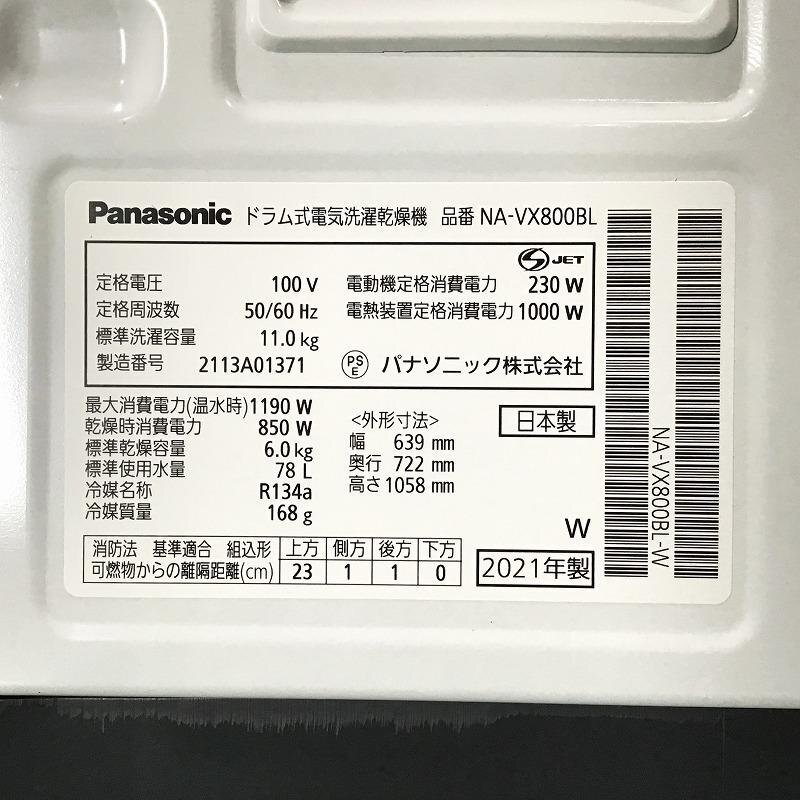 Panasonic ドラム式電気洗濯乾燥機 品番 NA-VX800BL
S JET
定格電圧 100 V 電動機定格消費電力 230 W
定格周波数 50/60 Hz 電熱装置定格消費電力 1000 W
標準洗濯容量 11.0 kg
製造番号 2113A01371 PSE パナソニック株式会社
最大消費電力(温水時) 1190 W
乾燥時消費電力 850 W
標準乾燥容量 6.0 kg
標準使用水量 78 L
冷媒名称 R134a
冷媒質量 168 g
<外形寸法>
幅 639 mm
奥行 722 mm
高さ 1058 mm
日本製
W
消防法 基準適合 組込形 上方 側方 後方 下方
可燃物からの離隔距離(cm) 23 1 1 0
2021年製
NA-VX800BL-W